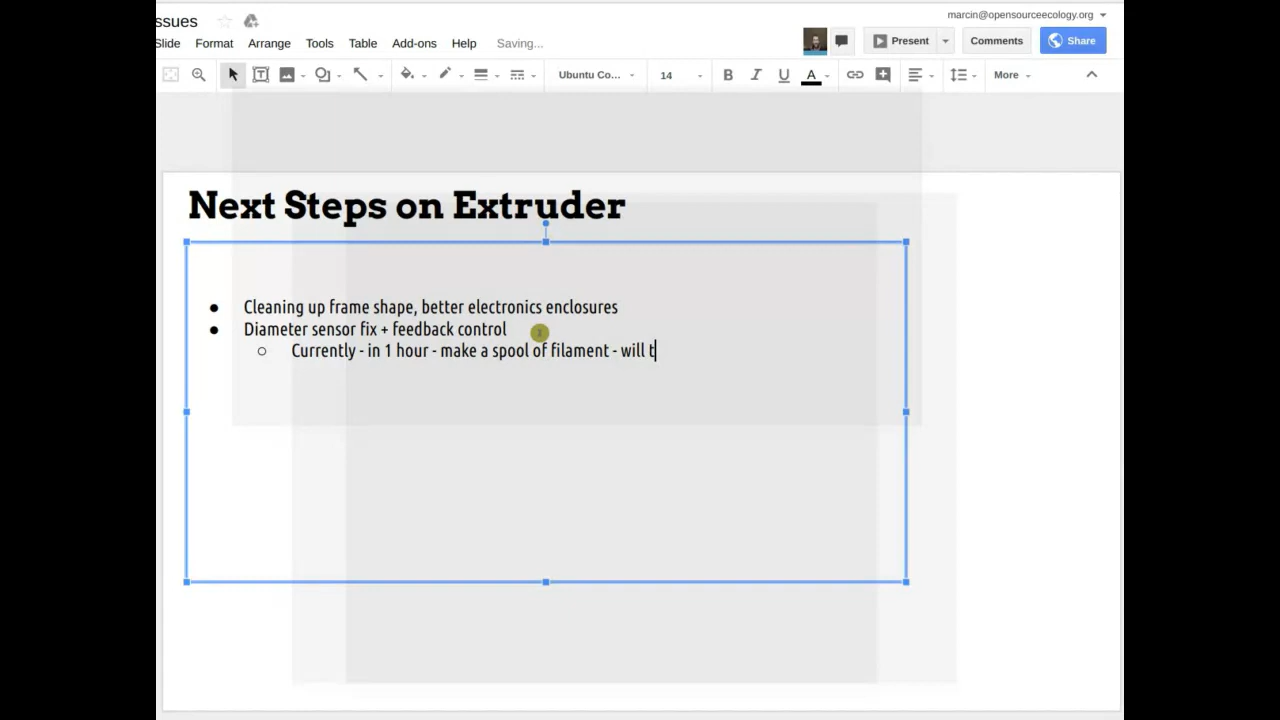 ssues
marcin@opensourceecology.org
Slide Format Arrange Tools Table Add-ons Help Saving...
Present Comments Share
Ubuntu Co... 14 B I U A More
Next Steps on Extruder
● Cleaning up frame shape, better electronics enclosures
● Diameter sensor fix + feedback control
○ Currently - in 1 hour - make a spool of filament - will t